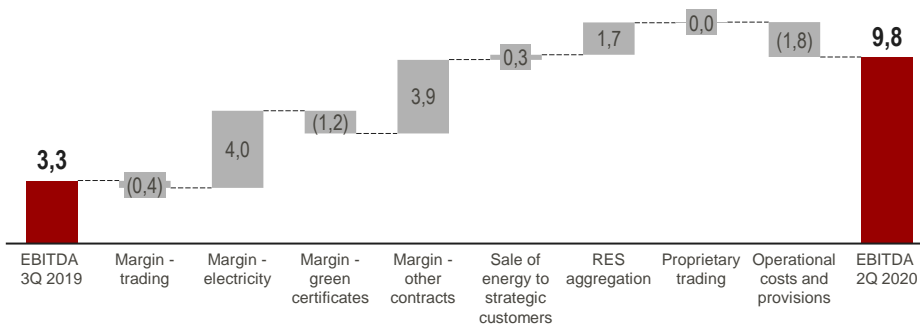 3,3
(0,4)
4,0
(1,2)
3,9
0,3
1,7
0,0
(1,8)
9,8
EBITDA
3Q 2019
Margin -
trading
Margin -
electricity
Margin -
green
certificates
Margin -
other
contracts
Sale of
energy to
strategic
customers
RES
aggregation
Proprietary
trading
Operational
costs and
provisions
EBITDA
2Q 2020